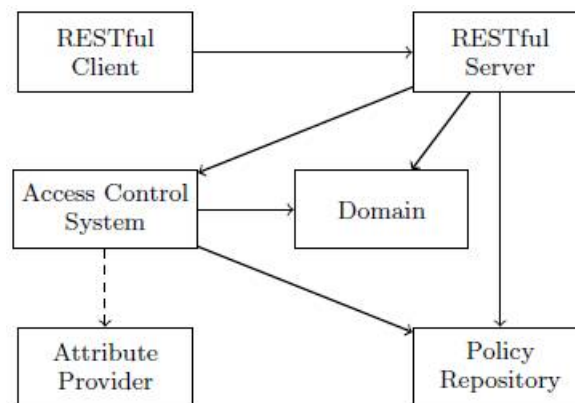 RESTful
Client
RESTful
Server
Access Control
System
Domain
Attribute
Provider
Policy
Repository